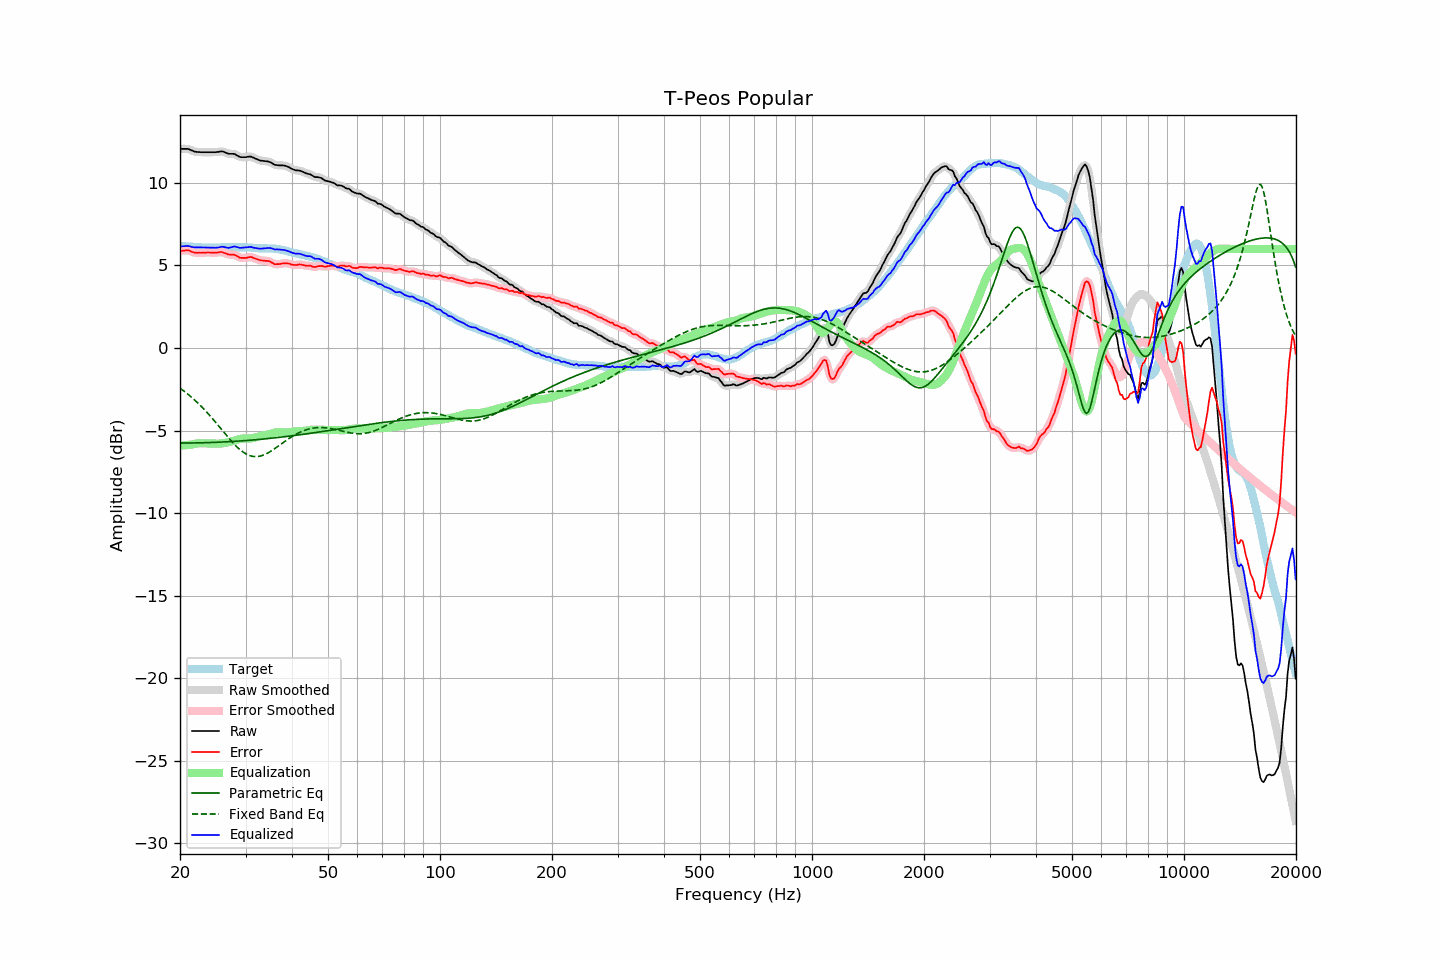 T-Peos Popular
Amplitude (dBr)
10
5
0
−5
−10
−15
−20
−25
−30
Target
Raw Smoothed
Error Smoothed
Raw
Error
Equalization
Parametric Eq
Fixed Band Eq
Equalized
20 50 100 200 500 1000 2000 5000 10000 20000
Frequency (Hz)